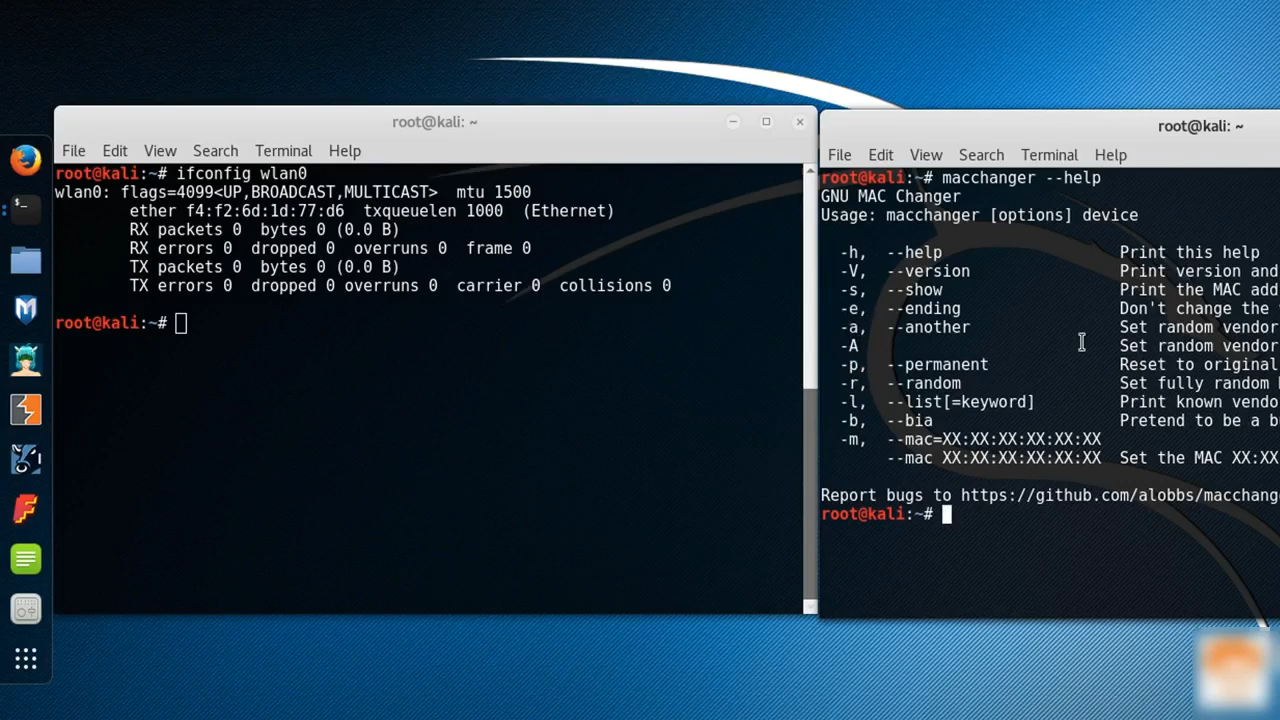 root@kali: ~
File Edit View Search Terminal Help
root@kali:~# ifconfig wlan0
wlan0: flags=4099<UP,BROADCAST,MULTICAST>  mtu 1500
        ether f4:f2:6d:1d:77:d6  txqueuelen 1000  (Ethernet)
        RX packets 0  bytes 0 (0.0 B)
        RX errors 0  dropped 0  overruns 0  frame 0
        TX packets 0  bytes 0 (0.0 B)
        TX errors 0  dropped 0 overruns 0  carrier 0  collisions 0
root@kali:~#
root@kali: ~
File Edit View Search Terminal Help
root@kali:~# macchanger --help
GNU MAC Changer
Usage: macchanger [options] device
  -h,  --help                   Print this help
  -V,  --version                Print version and
  -s,  --show                   Print the MAC add
  -e,  --ending                 Don't change the
  -a,  --another                Set random vendor
  -A                            Set random vendor
  -p,  --permanent              Reset to original
  -r,  --random                 Set fully random
  -l,  --list[=keyword]         Print known vendo
  -b,  --bia                    Pretend to be a b
  -m,  --mac=XX:XX:XX:XX:XX:XX
       --mac XX:XX:XX:XX:XX:XX  Set the MAC XX:XX
Report bugs to https://github.com/alobbs/macchang
root@kali:~#